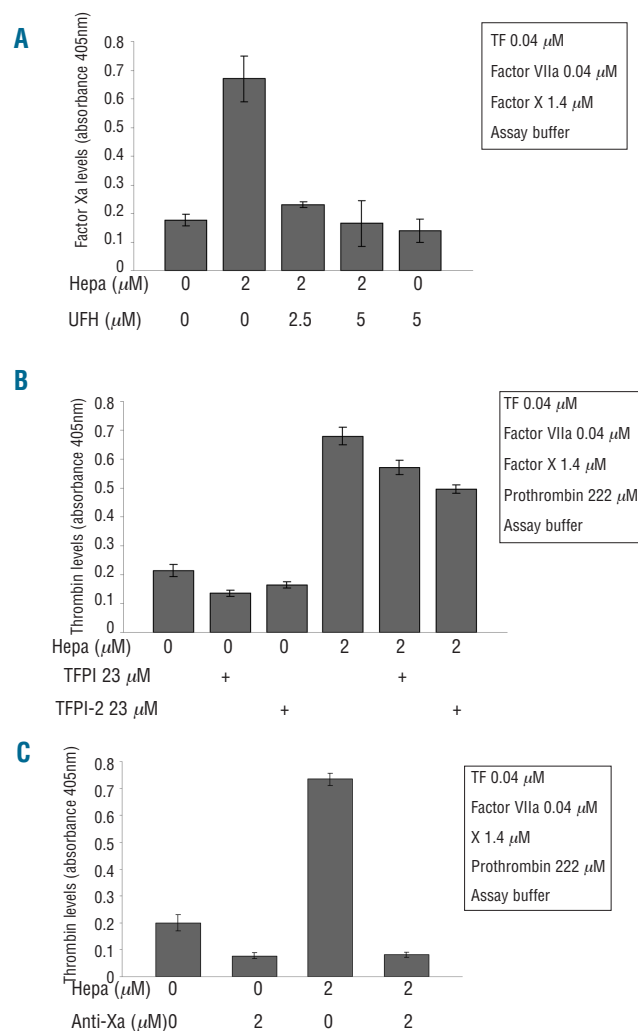 A
Factor Xa levels (absorbance 405nm)
0.8
0.7
0.6
0.5
0.4
0.3
0.2
0.1
0
Hepa (μM) 0 2 2 2 0
UFH (μM) 0 0 2.5 5 5
TF 0.04 μM
Factor VIIa 0.04 μM
Factor X 1.4 μM
Assay buffer
B
Thrombin levels (absorbance 405nm)
0.8
0.7
0.6
0.5
0.4
0.3
0.2
0.1
0
Hepa (μM) 0 0 0 2 2 2
TFPI 23 μM + +
TFPI-2 23 μM + +
TF 0.04 μM
Factor VIIa 0.04 μM
Factor X 1.4 μM
Prothrombin 222 μM
Assay buffer
C
Thrombin levels (absorbance 405nm)
0.8
0.7
0.6
0.5
0.4
0.3
0.2
0.1
0
Hepa (μM) 0 0 2 2
Anti-Xa (μM) 0 2 0 2
TF 0.04 μM
Factor VIIa 0.04 μM
X 1.4 μM
Prothrombin 222 μM
Assay buffer